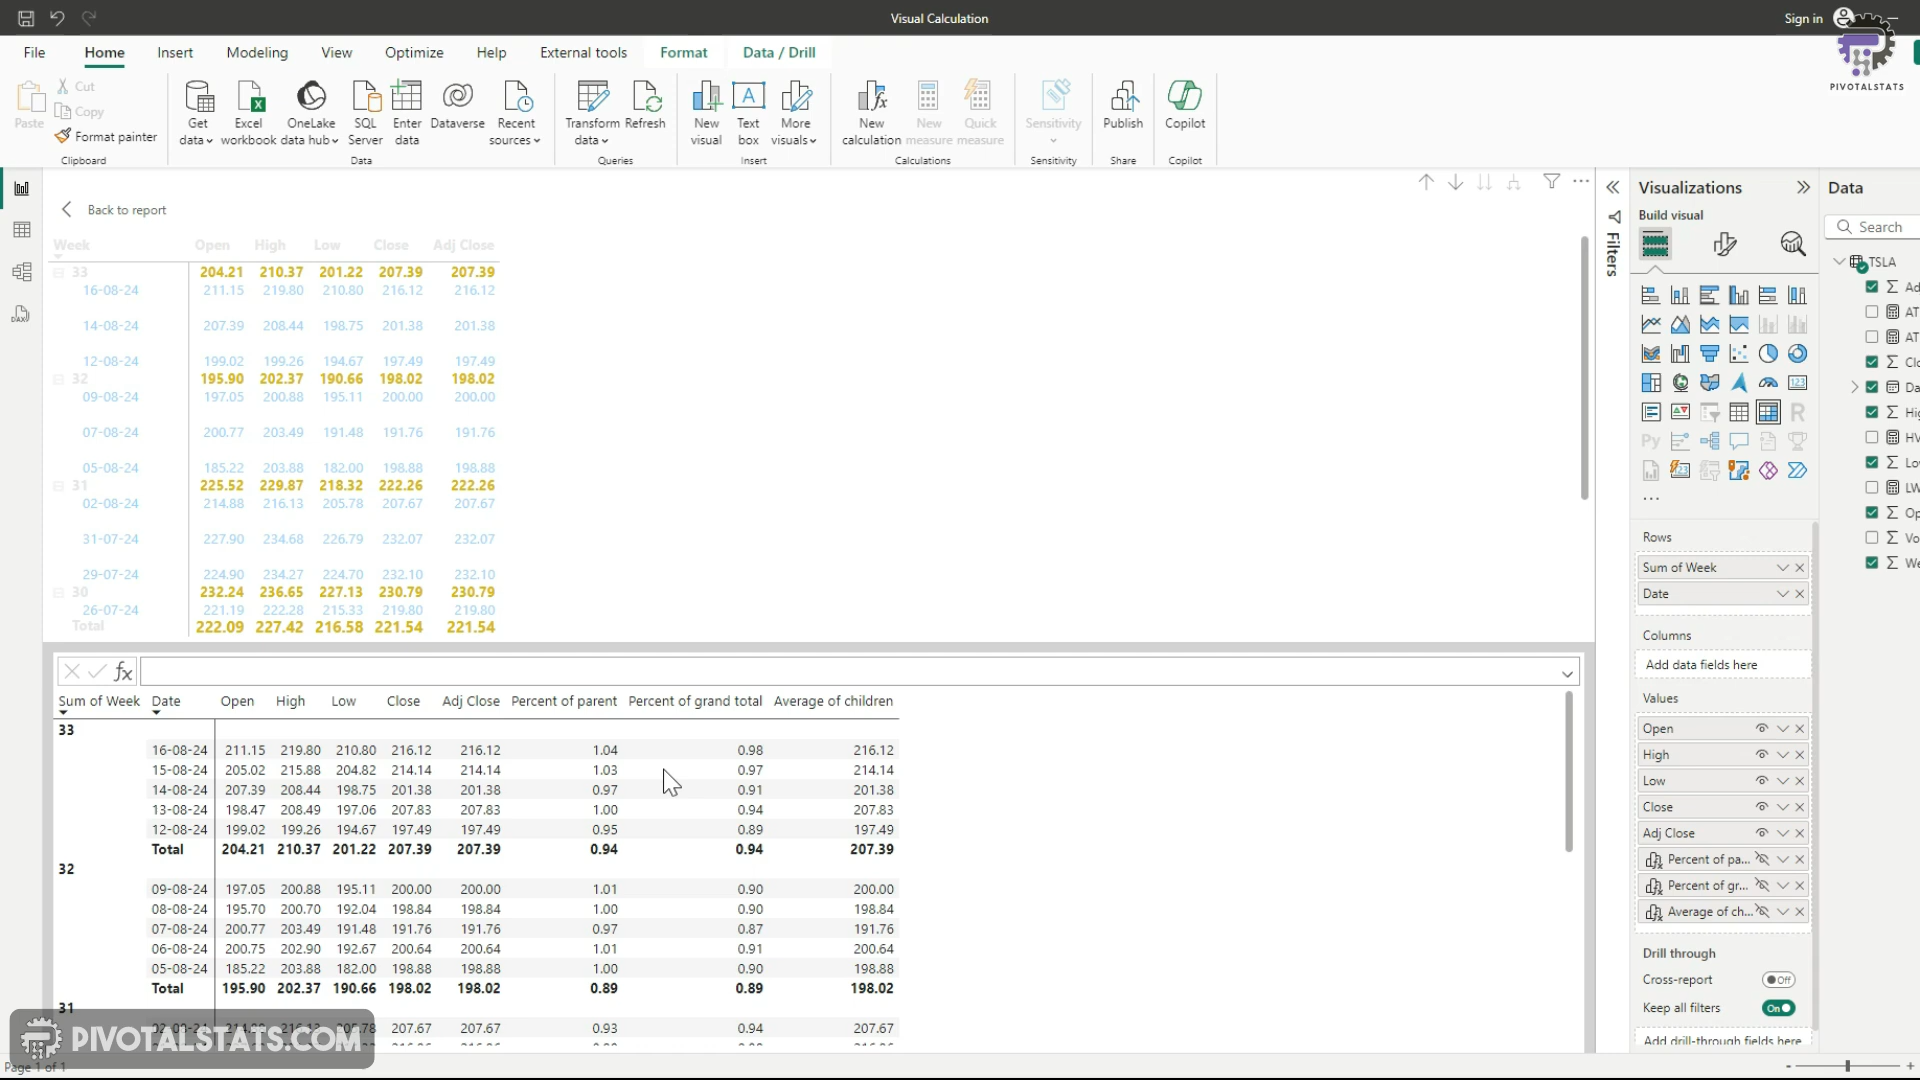 Visual Calculation
Sign in
PIVOTALSTATS
File Home Insert Modeling View Optimize Help External tools Format Data / Drill
Paste
Cut
Copy
Format painter
Clipboard
Get data
Excel workbook
OneLake data hub
SQL Server
Enter data
Dataverse
Recent sources
Data
Transform data
Refresh
Queries
New visual
Text box
More visuals
Insert
New calculation
New measure
Quick measure
Calculations
Sensitivity
Sensitivity
Publish
Share
Copilot
Copilot
Back to report
Week Open High Low Close Adj Close
33 204.21 210.37 201.22 207.39 207.39
16-08-24 211.15 219.80 210.80 216.12 216.12
14-08-24 207.39 208.44 198.75 201.38 201.38
12-08-24 199.02 199.26 194.67 197.49 197.49
32 195.90 202.37 190.66 198.02 198.02
09-08-24 197.05 200.88 195.11 200.00 200.00
07-08-24 200.77 203.49 191.48 191.76 191.76
05-08-24 185.22 203.88 182.00 198.88 198.88
31 225.52 229.87 218.32 222.26 222.26
02-08-24 214.88 216.13 205.78 207.67 207.67
31-07-24 227.90 234.68 226.79 232.07 232.07
29-07-24 224.90 234.27 224.70 232.10 232.10
30 232.24 236.65 227.13 230.79 230.79
26-07-24 221.19 222.28 215.33 219.80 219.80
Total 222.09 227.42 216.58 221.54 221.54
fx
Sum of Week Date Open High Low Close Adj Close Percent of parent Percent of grand total Average of children
33
16-08-24 211.15 219.80 210.80 216.12 216.12 1.04 0.98 216.12
15-08-24 205.02 215.88 204.82 214.14 214.14 1.03 0.97 214.14
14-08-24 207.39 208.44 198.75 201.38 201.38 0.97 0.91 201.38
13-08-24 198.47 208.49 197.06 207.83 207.83 1.00 0.94 207.83
12-08-24 199.02 199.26 194.67 197.49 197.49 0.95 0.89 197.49
Total 204.21 210.37 201.22 207.39 207.39 0.94 0.94 207.39
32
09-08-24 197.05 200.88 195.11 200.00 200.00 1.01 0.90 200.00
08-08-24 195.70 200.70 192.04 198.84 198.84 1.00 0.90 198.84
07-08-24 200.77 203.49 191.48 191.76 191.76 0.97 0.87 191.76
06-08-24 200.75 202.90 192.67 200.64 200.64 1.01 0.91 200.64
05-08-24 185.22 203.88 182.00 198.88 198.88 1.00 0.90 198.88
Total 195.90 202.37 190.66 198.02 198.02 0.89 0.89 198.02
31
207.67 207.67 0.93 0.94 207.67
PIVOTALSTATS.COM
Page 1 of 1
Filters
Visualizations
Build visual
123
R
Py
Rows
Sum of Week
Date
Columns
Add data fields here
Values
Open
High
Low
Close
Adj Close
Percent of pa...
Percent of gr...
Average of ch...
Drill through
Cross-report Off
Keep all filters On
Add drill-through fields here
Data
Search
TSLA
Ad
AT
AT
Clo
Da
Hig
HV
Lo
LW
Op
Vo
We